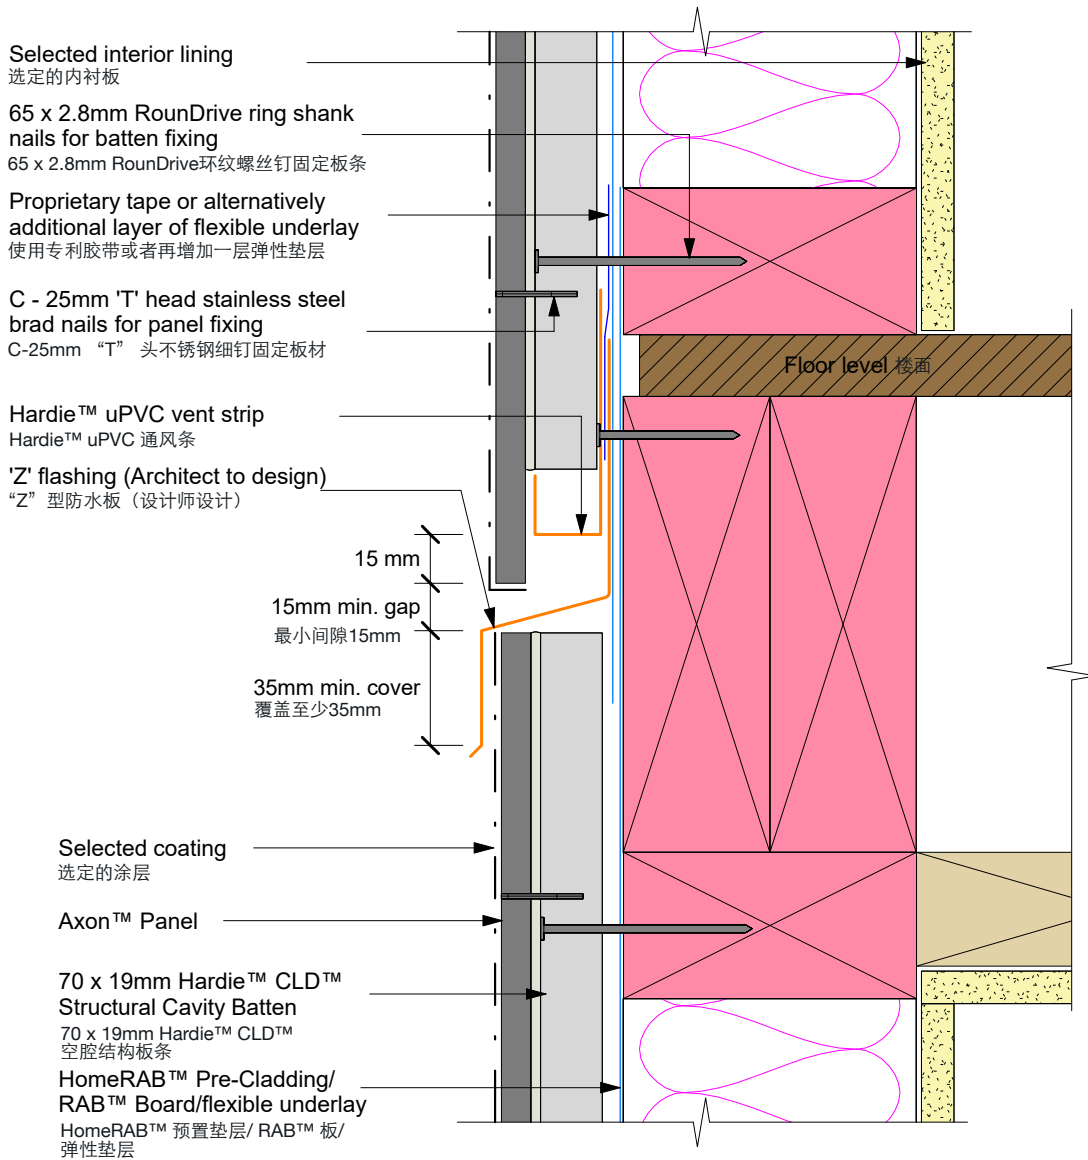 Selected interior lining
选定的内衬板
65 x 2.8mm RounDrive ring shank
nails for batten fixing
65 x 2.8mm RounDrive环纹螺丝钉固定板条
Proprietary tape or alternatively
additional layer of flexible underlay
使用专利胶带或者再增加一层弹性垫层
C - 25mm 'T' head stainless steel
brad nails for panel fixing
C-25mm “T” 头不锈钢细钉固定板材
Floor level 楼面
Hardie™ uPVC vent strip
Hardie™ uPVC 通风条
'Z' flashing (Architect to design)
“Z”型防水板（设计师设计）
15 mm
15mm min. gap
最小间隙15mm
35mm min. cover
覆盖至少35mm
Selected coating
选定的涂层
Axon™ Panel
70 x 19mm Hardie™ CLD™
Structural Cavity Batten
70 x 19mm Hardie™ CLD™
空腔结构板条
HomeRAB™ Pre-Cladding/
RAB™ Board/flexible underlay
HomeRAB™ 预置垫层/ RAB™ 板/
弹性垫层